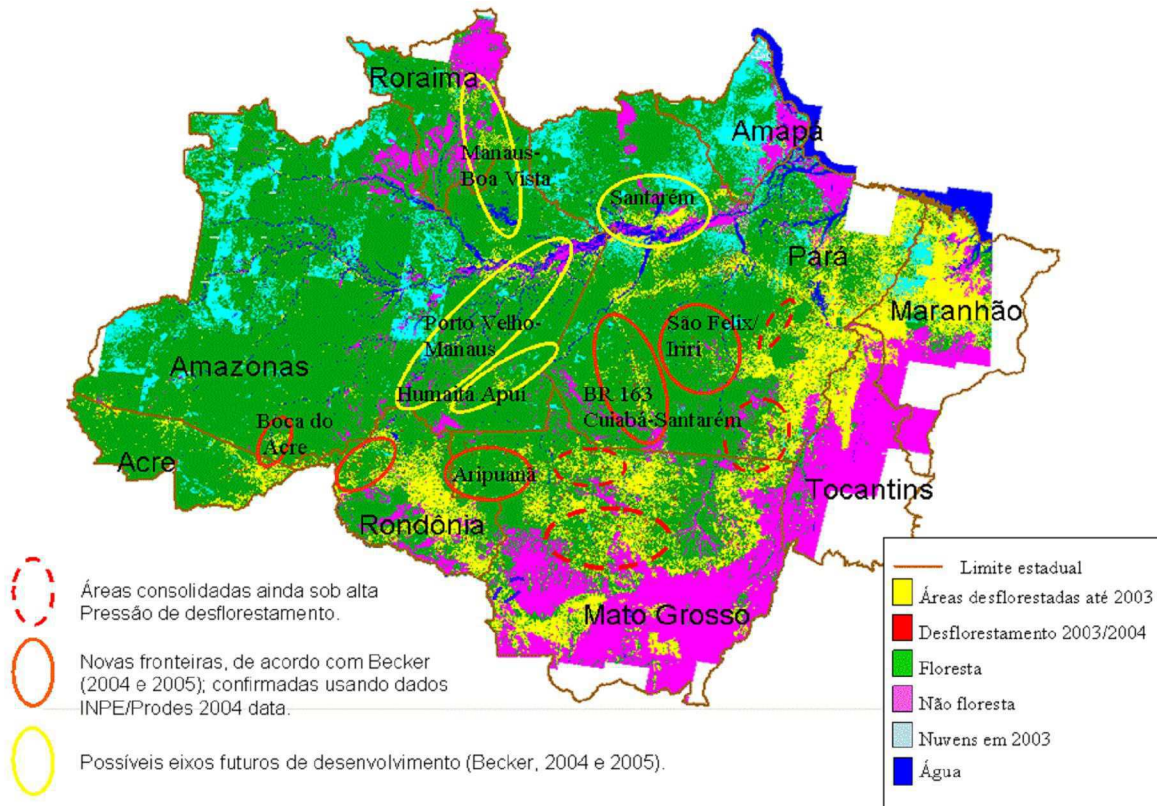 Roraima
Amapá
Manaus-
Boa Vista
Santarém
Pará
Maranhão
Porto Velho-
Manaus
São Felix/
Iriri
Amazonas
Humaita Apui
BR 163
Cuiabá-Santarém
Boca do
Acre
Acre
Aripuanã
Tocantins
Rondônia
Mato Grosso
Áreas consolidadas ainda sob alta
Pressão de desflorestamento.
Novas fronteiras, de acordo com Becker
(2004 e 2005); confirmadas usando dados
INPE/Prodes 2004 data.
Possíveis eixos futuros de desenvolvimento (Becker, 2004 e 2005).
Limite estadual
Áreas desflorestadas até 2003
Desflorestamento 2003/2004
Floresta
Não floresta
Nuvens em 2003
Água